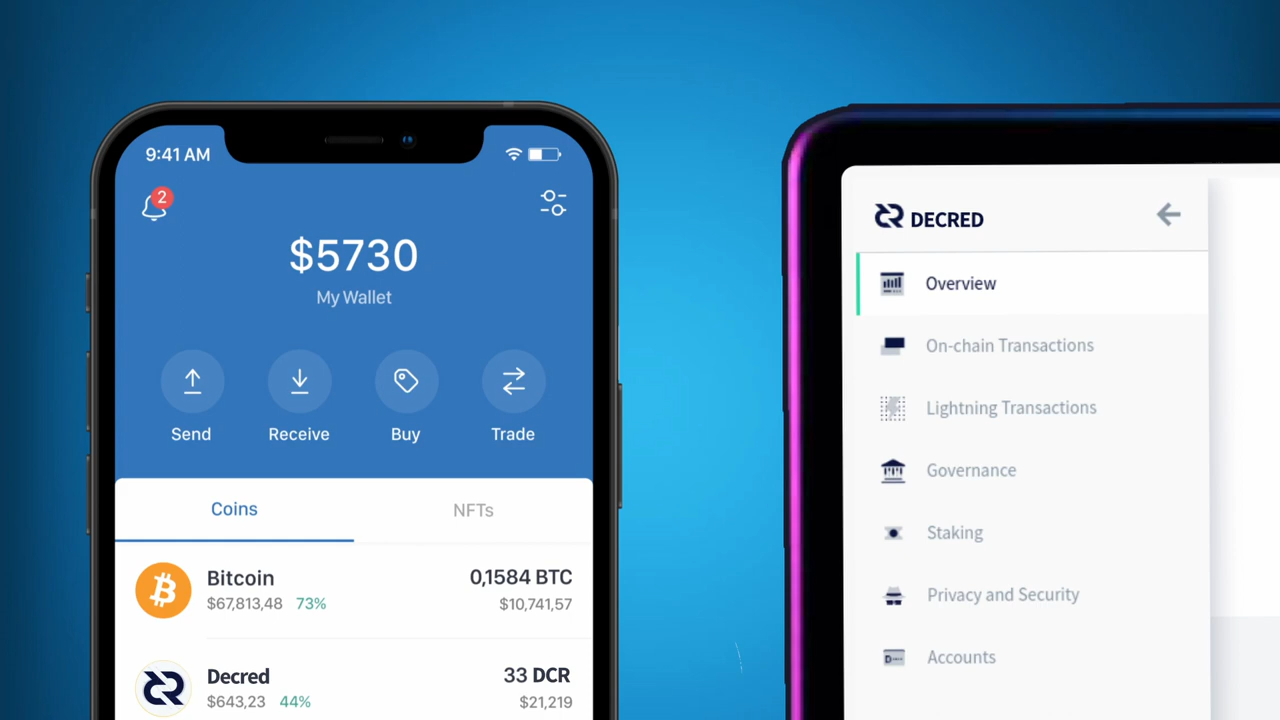 9:41 AM
2
$5730
My Wallet
Send
Receive
Buy
Trade
Coins
NFTs
Bitcoin
0,1584 BTC
$67,813,48 73%
$10,741,57
Decred
33 DCR
$643,23 44%
$21,219
DECRED
Overview
On-chain Transactions
Lightning Transactions
Governance
Staking
Privacy and Security
Accounts